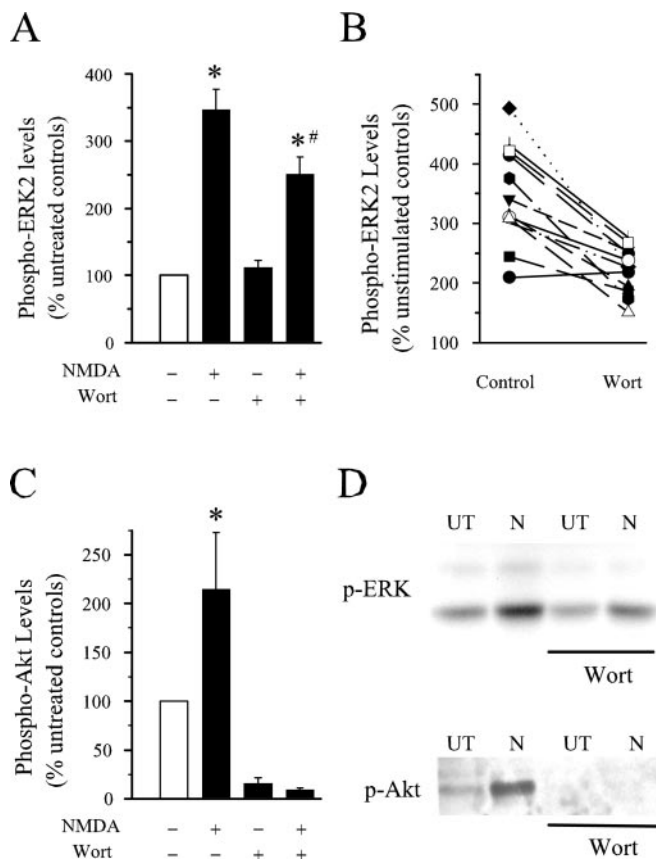 A
Phospho-ERK2 levels
(% untreated controls)
400
350
250
100
0
*
*#
NMDA – + – +
Wort – – + +
B
Phospho-ERK2 Levels
(% unstimulated controls)
500
400
300
200
100
Control Wort
C
Phospho-Akt Levels
(% untreated controls)
250
200
150
100
50
0
*
NMDA – + – +
Wort – – + +
D
UT N UT N
p-ERK
Wort
UT N UT N
p-Akt
Wort